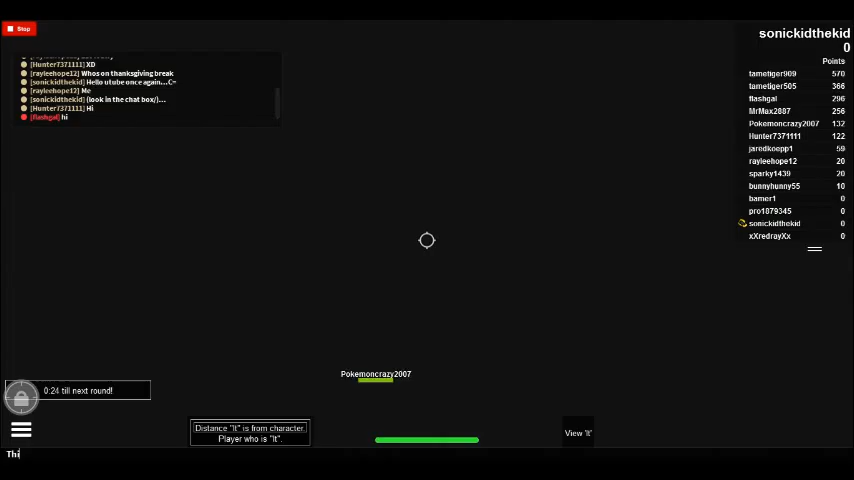 Stop
[Hunter7371111] XD
[rayleehope12] Whos on thanksgiving break
[sonickidthekid] Hello utube once again...C=
[rayleehope12] Me
[sonickidthekid] (look in the chat box/)...
[Hunter7371111] Hi
[flashgal] hi
sonickidthekid
0
Points
tametiger909 570
tametiger505 366
flashgal 296
MrMax2887 256
Pokemoncrazy2007 132
Hunter7371111 122
jaredkoepp1 59
rayleehope12 20
sparky1439 20
bunnyhunny55 10
bamer1 0
pro1879345 0
sonickidthekid 0
xXredrayXx 0
Pokemoncrazy2007
0:24 till next round!
Distance "It" is from character.
Player who is "It".
View 'It'
Thi